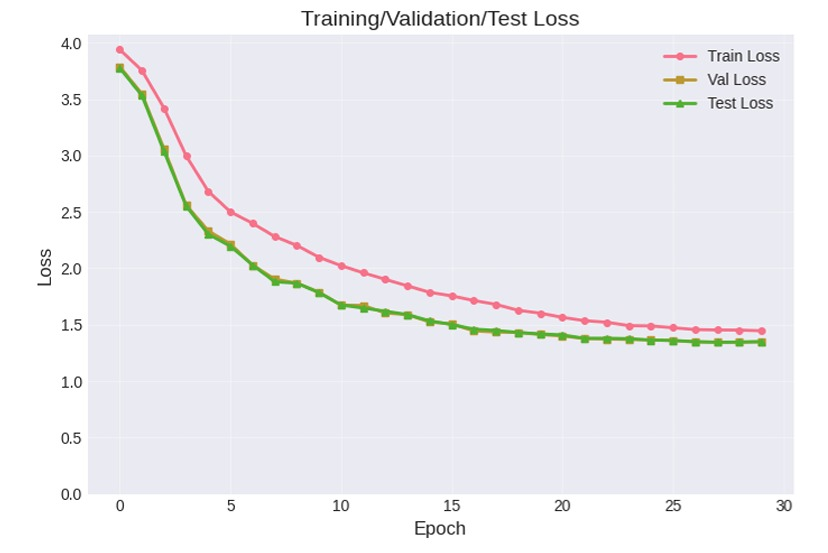 Training/Validation/Test Loss
4.0
3.5
3.0
2.5
2.0
1.5
1.0
0.5
0.0
Loss
Train Loss
Val Loss
Test Loss
0 5 10 15 20 25 30
Epoch